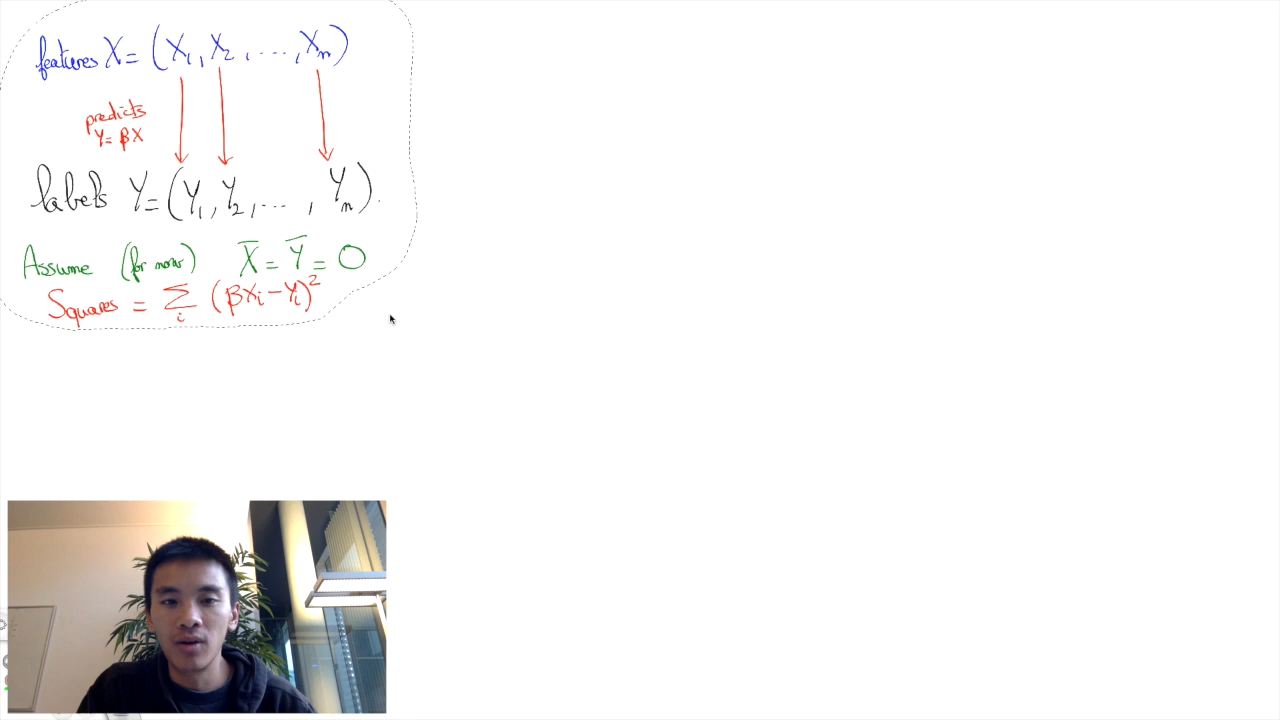 features X = (X₁, X₂, ..., Xₙ)
predicts
Y = βX
labels Y = (Y₁, Y₂, ..., Yₙ).
Assume (for now) X̅ = Y̅ = 0
Squares = Σᵢ (βXᵢ - Yᵢ)²